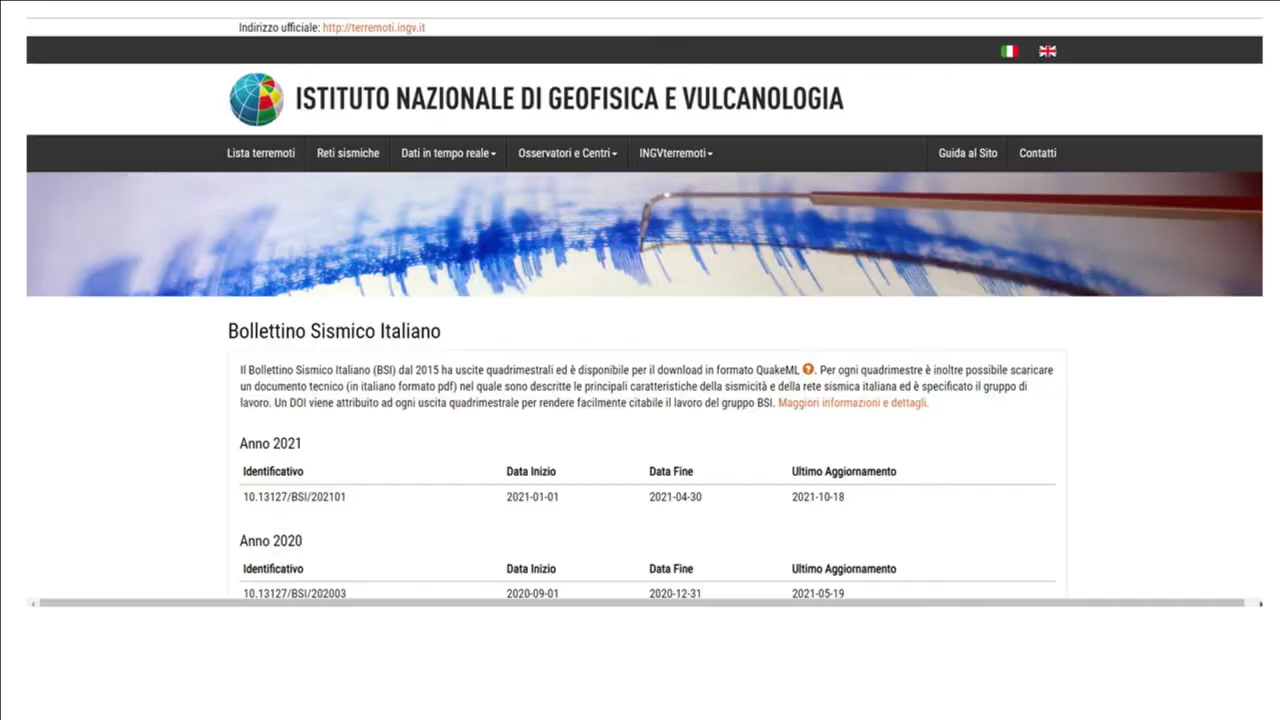 Indirizzo ufficiale: http://terremoti.ingv.it
ISTITUTO NAZIONALE DI GEOFISICA E VULCANOLOGIA
Lista terremoti Reti sismiche Dati in tempo reale Osservatori e Centri INGVterremoti Guida al Sito Contatti
Bollettino Sismico Italiano
Il Bollettino Sismico Italiano (BSI) dal 2015 ha uscite quadrimestrali ed è disponibile per il download in formato QuakeML ?. Per ogni quadrimestre è inoltre possibile scaricare
un documento tecnico (in italiano formato pdf) nel quale sono descritte le principali caratteristiche della sismicità e della rete sismica italiana ed è specificato il gruppo di
lavoro. Un DOI viene attribuito ad ogni uscita quadrimestrale per rendere facilmente citabile il lavoro del gruppo BSI. Maggiori informazioni e dettagli.
Anno 2021
Identificativo Data Inizio Data Fine Ultimo Aggiornamento
10.13127/BSI/202101 2021-01-01 2021-04-30 2021-10-18
Anno 2020
Identificativo Data Inizio Data Fine Ultimo Aggiornamento
10.13127/BSI/202003 2020-09-01 2020-12-31 2021-05-19